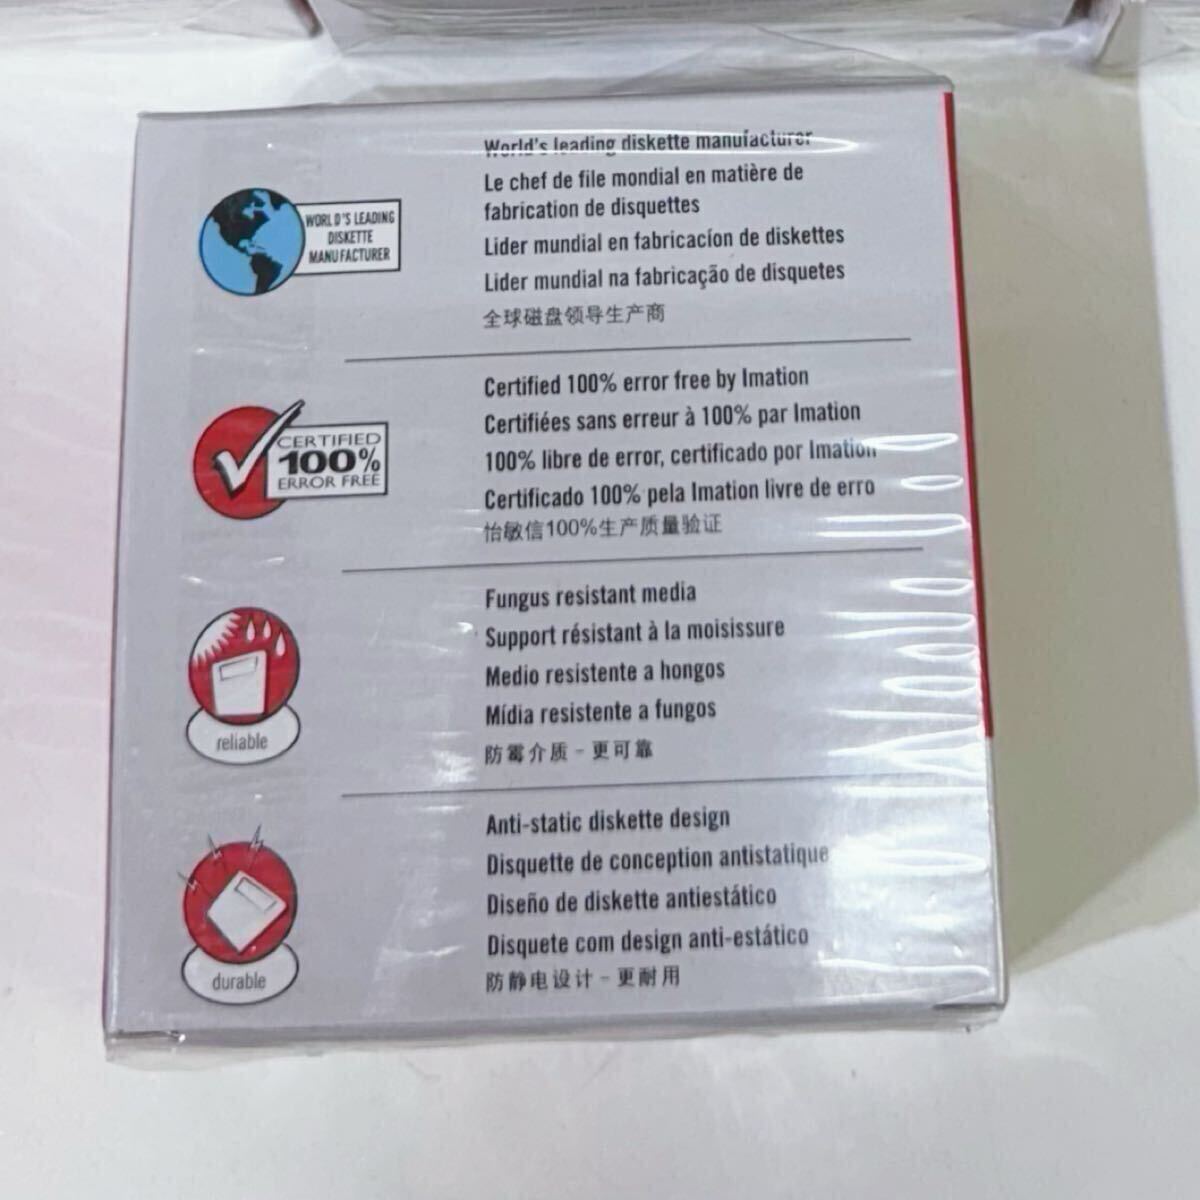 WORLD'S LEADING
DISKETTE
MANUFACTURER
World's leading diskette manufacturer
Le chef de file mondial en matière de
fabrication de disquettes
Lider mundial en fabricacíon de diskettes
Lider mundial na fabricação de disquetes
全球磁盘领导生产商
CERTIFIED
100%
ERROR FREE
Certified 100% error free by Imation
Certifiées sans erreur à 100% par Imation
100% libre de error, certificado por Imation
Certificado 100% pela Imation livre de erro
怡敏信100%生产质量验证
reliable
Fungus resistant media
Support résistant à la moisissure
Medio resistente a hongos
Mídia resistente a fungos
防霉介质-更可靠
durable
Anti-static diskette design
Disquette de conception antistatique
Diseño de diskette antiestático
Disquete com design anti-estático
防静电设计-更耐用